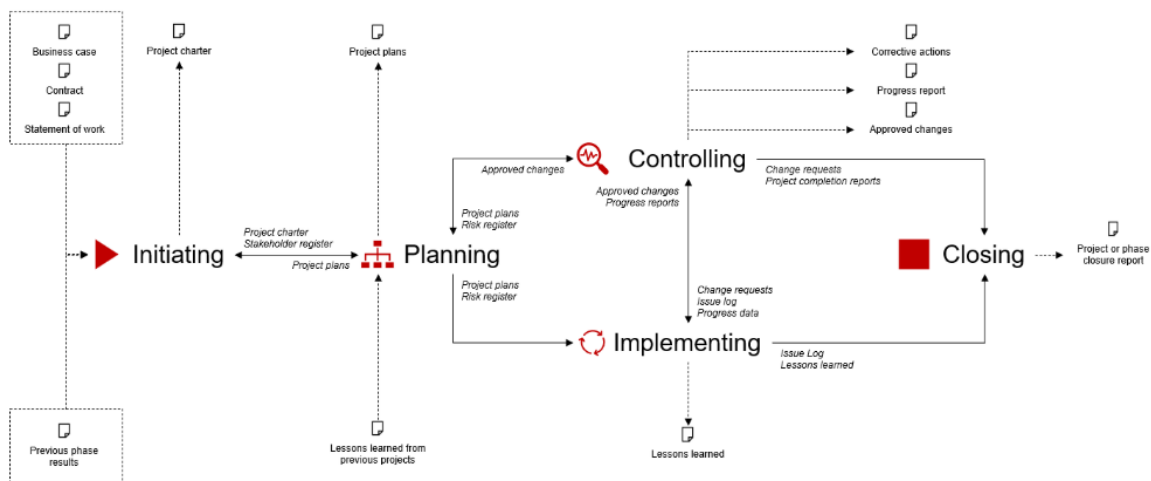 Business case
Contract
Statement of work
Project charter
Project plans
Corrective actions
Progress report
Approved changes
Approved changes
Controlling
Change requests
Project completion reports
Approved changes
Progress reports
Project plans
Risk register
Initiating
Project charter
Stakeholder register
Project plans
Planning
Closing
Project or phase
closure report
Project plans
Risk register
Change requests
Issue log
Progress data
Implementing
Issue Log
Lessons learned
Previous phase
results
Lessons learned from
previous projects
Lessons learned